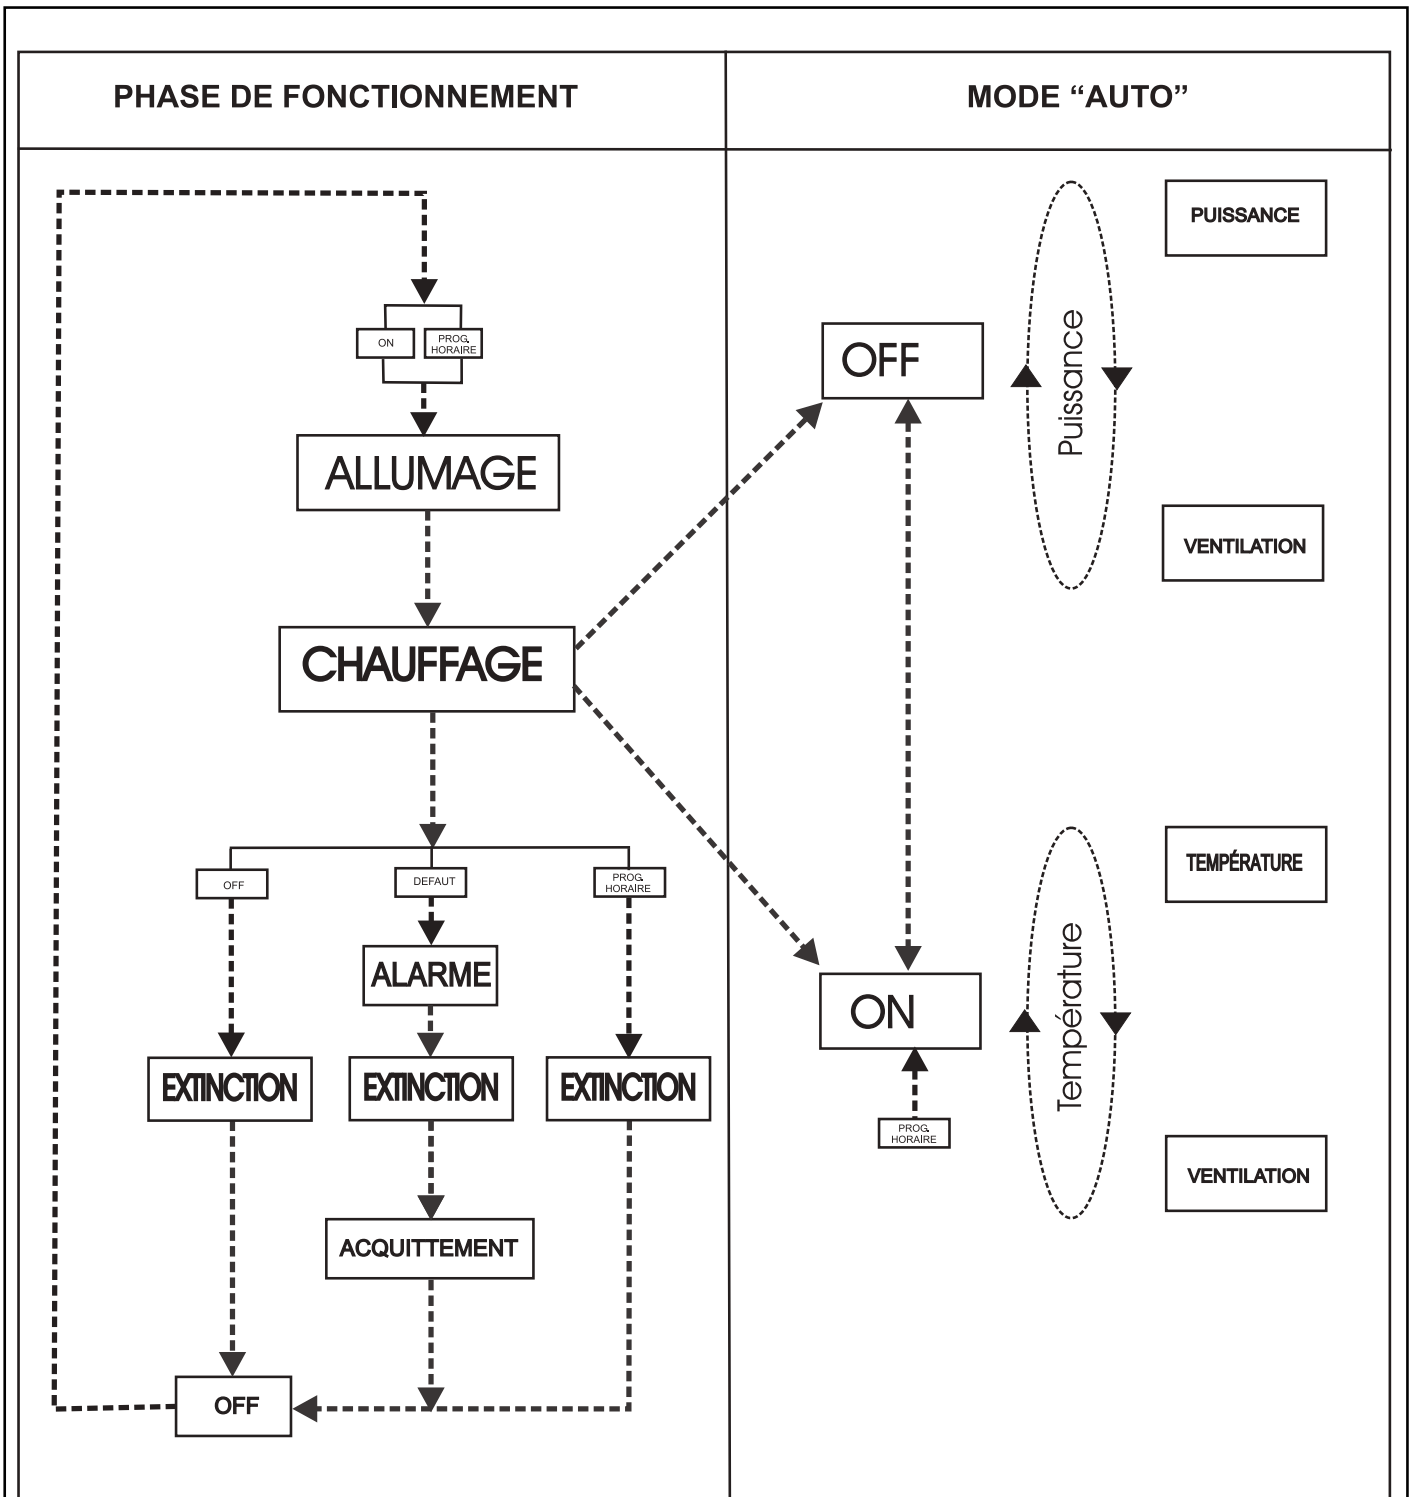 PHASE DE FONCTIONNEMENT
MODE “AUTO”
ON
PROG.
HORAIRE
ALLUMAGE
CHAUFFAGE
OFF
DEFAUT
PROG.
HORAIRE
ALARME
EXTINCTION
EXTINCTION
EXTINCTION
ACQUITTEMENT
OFF
OFF
Puissance
PUISSANCE
VENTILATION
ON
PROG.
HORAIRE
Température
TEMPÉRATURE
VENTILATION